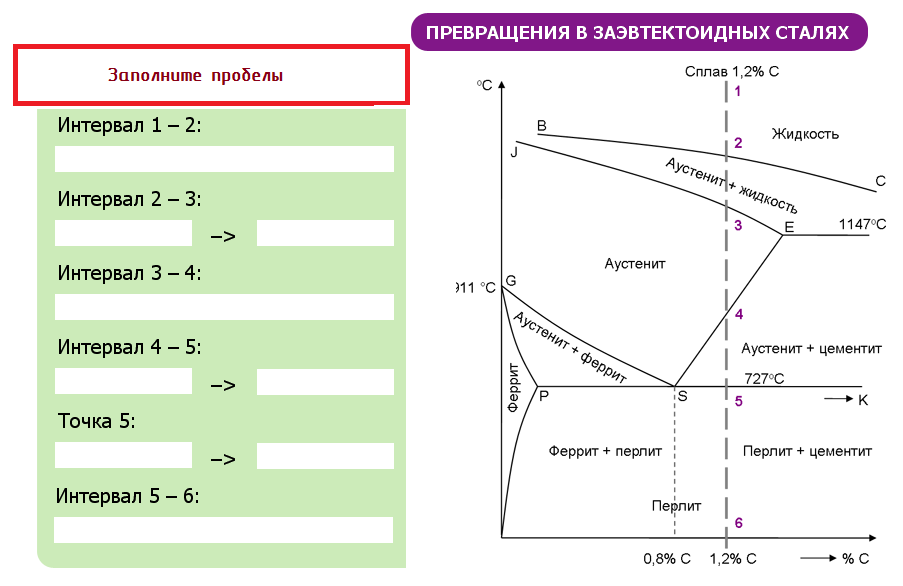 ПРЕВРАЩЕНИЯ В ЗАЭВТЕКТОИДНЫХ СТАЛЯХ
Заполните пробелы
Интервал 1 – 2:
Интервал 2 – 3:
–>
Интервал 3 – 4:
Интервал 4 – 5:
–>
Точка 5:
–>
Интервал 5 – 6:
Сплав 1,2% С
°С
1
B
Жидкость
2
J
Аустенит + жидкость
C
3
E
1147°С
Аустенит
G
911 °С
4
Аустенит + феррит
Аустенит + цементит
Феррит
727°С
P
S
5
K
Феррит + перлит
Перлит + цементит
Перлит
6
0,8% С
1,2% С
% С